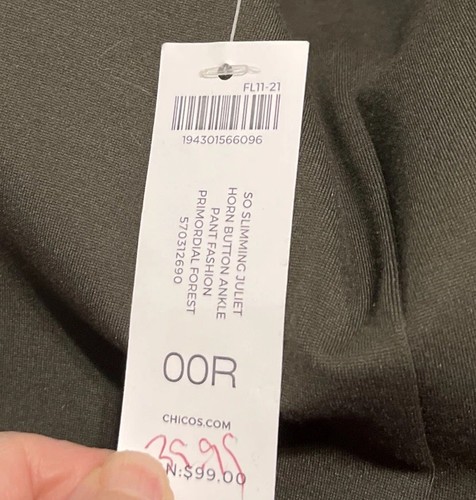 FL11-21
194301566096
SO SLIMMING JULIET
HORN BUTTON ANKLE
PANT FASHION
PRIMORDIAL FOREST
570312690
00R
CHICOS.COM
35.95
N:$99.00